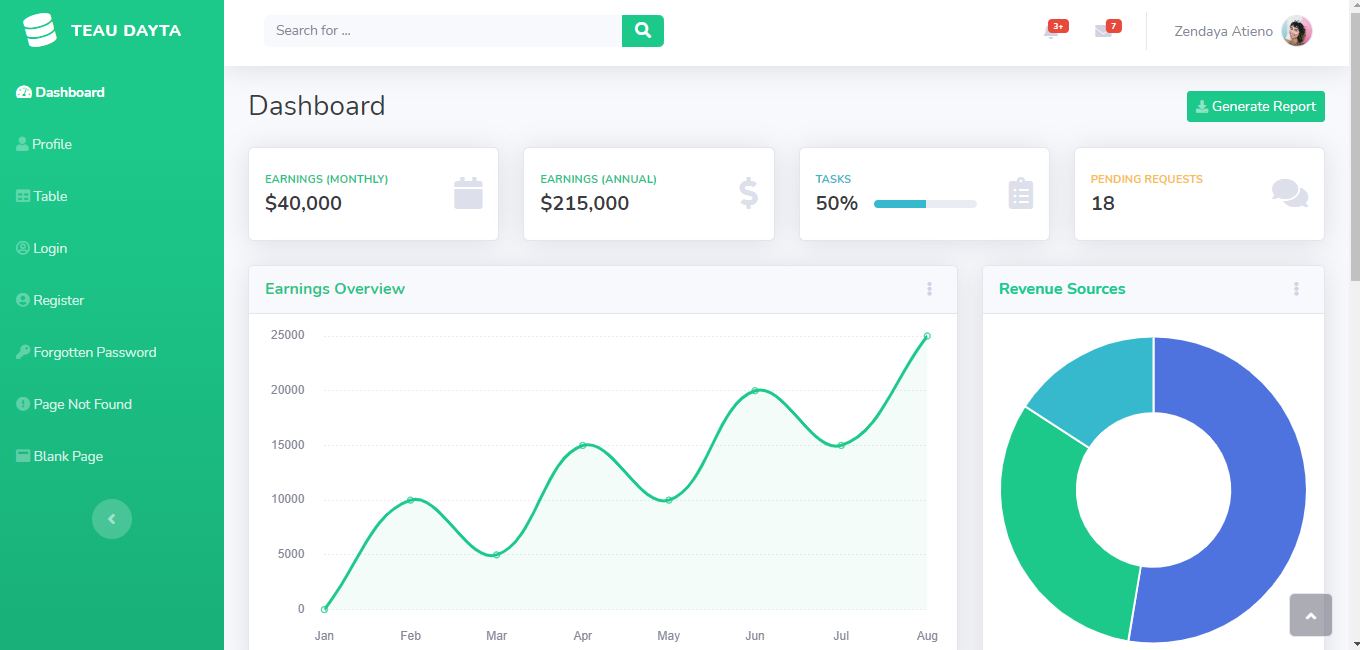 TEAU DAYTA
Dashboard
Profile
Table
Login
Register
Forgotten Password
Page Not Found
Blank Page
Search for ...
3+
7
Zendaya Atieno
Dashboard
Generate Report
EARNINGS (MONTHLY)
$40,000
EARNINGS (ANNUAL)
$215,000
TASKS
50%
PENDING REQUESTS
18
Earnings Overview
25000
20000
15000
10000
5000
0
Jan Feb Mar Apr May Jun Jul Aug
Revenue Sources